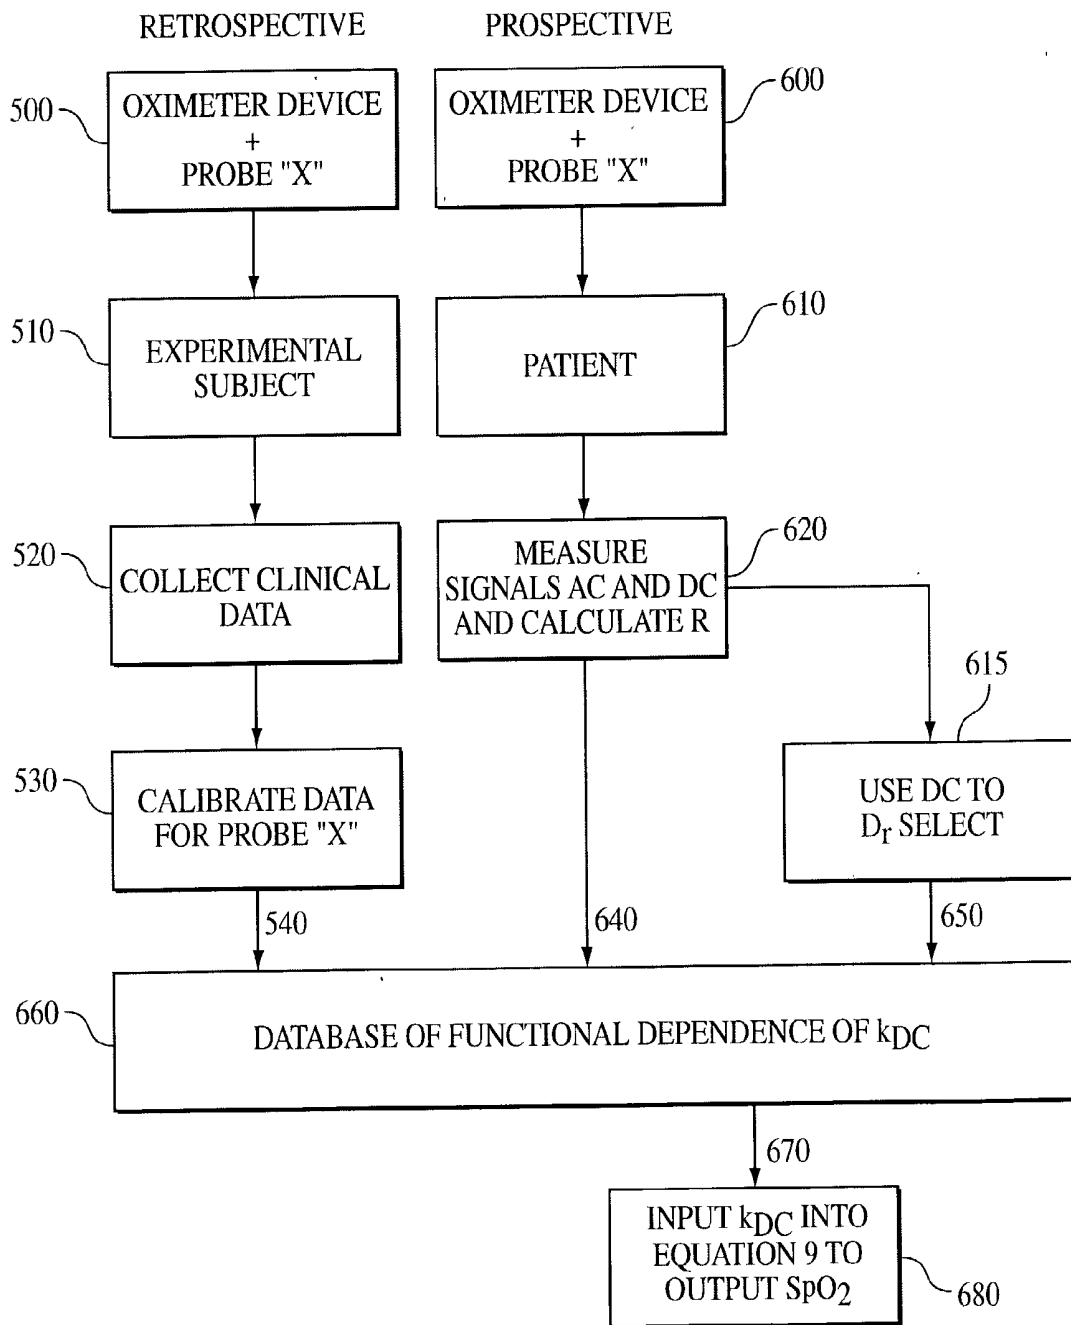 RETROSPECTIVE
PROSPECTIVE
500
OXIMETER DEVICE
+
PROBE "X"
OXIMETER DEVICE
+
PROBE "X"
600
510
EXPERIMENTAL
SUBJECT
PATIENT
610
520
COLLECT CLINICAL
DATA
MEASURE
SIGNALS AC AND DC
AND CALCULATE R
620
615
530
CALIBRATE DATA
FOR PROBE "X"
USE DC TO
Dr SELECT
540
640
650
660
DATABASE OF FUNCTIONAL DEPENDENCE OF kDC
670
INPUT kDC INTO
EQUATION 9 TO
OUTPUT SpO2
680